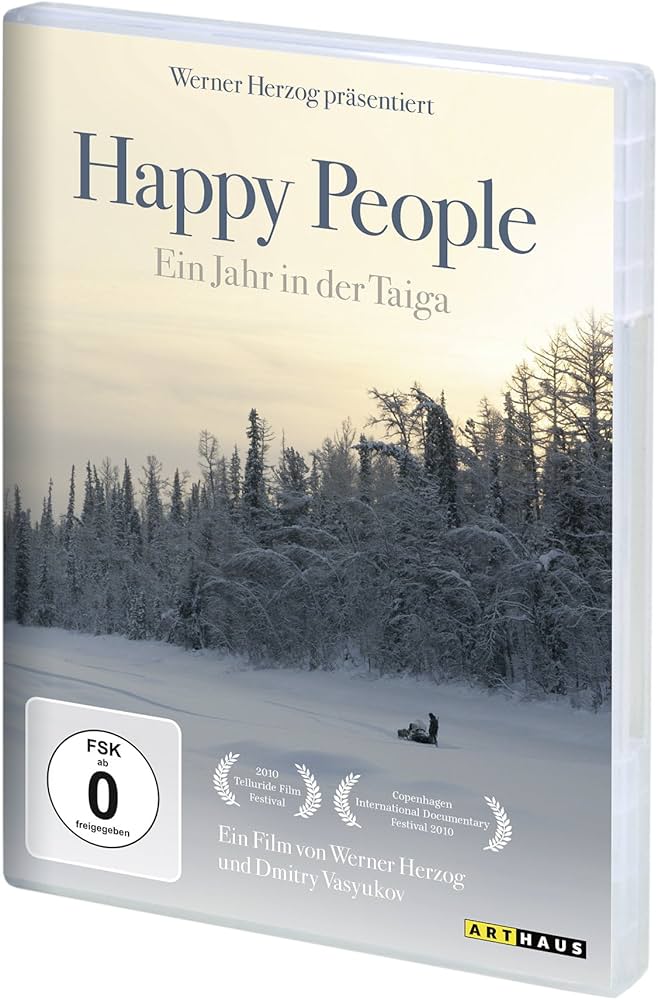 Werner Herzog präsentiert
Happy People
Ein Jahr in der Taiga
FSK
ab
0
freigegeben
2010
Telluride Film
Festival
Copenhagen
International Documentary
Festival 2010
Ein Film von Werner Herzog
und Dmitry Vasyukov
ARTHAUS